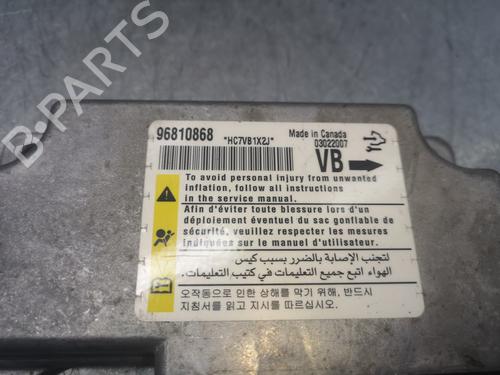 96810868
"HC7VB1X2J"
Made in Canada
03022007
VB
To avoid personal injury from unwanted
inflation, follow all instructions
in the service manual.
Afin d'éviter toute blessure lors d'un
déploiement éventuel du sac gonflable de
sécurité, veuillez respecter les mesures
indiquées sur le manuel d'utilisateur.
لتجنب الإصابة بالضرر بسبب كيس
الهواء اتبع جميع التعليمات في كتيب التعليمات.
오작동으로 인한 상해를 막기 위해, 반드시
지침서를 읽고 지시를 따르십시오.
B-PARTS